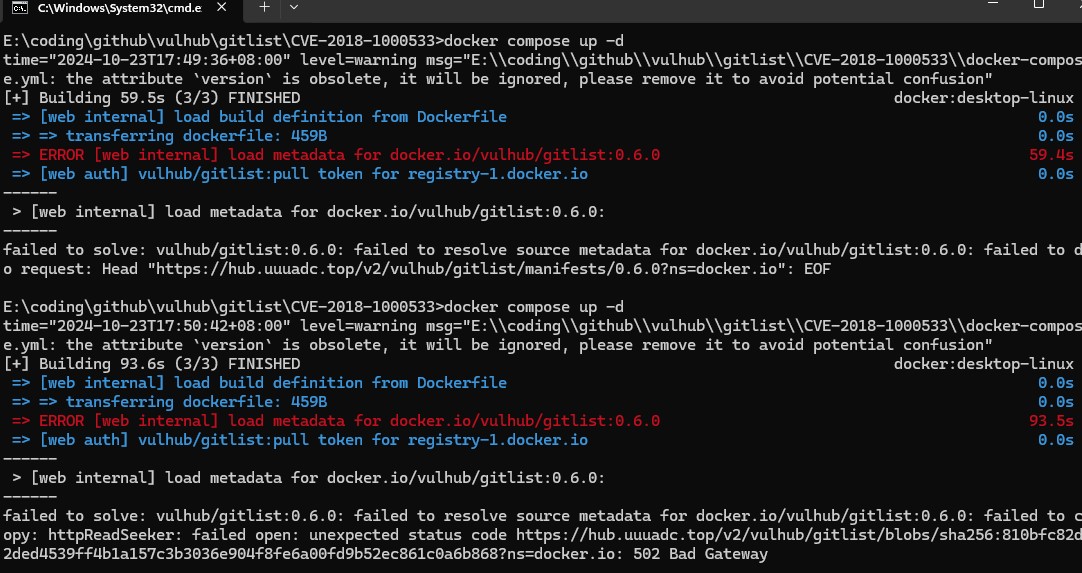 C:\Windows\System32\cmd.e
E:\coding\github\vulhub\gitlist\CVE-2018-1000533>docker compose up -d
time="2024-10-23T17:49:36+08:00" level=warning msg="E:\\coding\\github\\vulhub\\gitlist\\CVE-2018-1000533\\docker-compos
e.yml: the attribute `version` is obsolete, it will be ignored, please remove it to avoid potential confusion"
[+] Building 59.5s (3/3) FINISHED docker:desktop-linux
=> [web internal] load build definition from Dockerfile 0.0s
=> => transferring dockerfile: 459B 0.0s
=> ERROR [web internal] load metadata for docker.io/vulhub/gitlist:0.6.0 59.4s
=> [web auth] vulhub/gitlist:pull token for registry-1.docker.io 0.0s
------
> [web internal] load metadata for docker.io/vulhub/gitlist:0.6.0:
------
failed to solve: vulhub/gitlist:0.6.0: failed to resolve source metadata for docker.io/vulhub/gitlist:0.6.0: failed to d
o request: Head "https://hub.uuuadc.top/v2/vulhub/gitlist/manifests/0.6.0?ns=docker.io": EOF
E:\coding\github\vulhub\gitlist\CVE-2018-1000533>docker compose up -d
time="2024-10-23T17:50:42+08:00" level=warning msg="E:\\coding\\github\\vulhub\\gitlist\\CVE-2018-1000533\\docker-compos
e.yml: the attribute `version` is obsolete, it will be ignored, please remove it to avoid potential confusion"
[+] Building 93.6s (3/3) FINISHED docker:desktop-linux
=> [web internal] load build definition from Dockerfile 0.0s
=> => transferring dockerfile: 459B 0.0s
=> ERROR [web internal] load metadata for docker.io/vulhub/gitlist:0.6.0 93.5s
=> [web auth] vulhub/gitlist:pull token for registry-1.docker.io 0.0s
------
> [web internal] load metadata for docker.io/vulhub/gitlist:0.6.0:
------
failed to solve: vulhub/gitlist:0.6.0: failed to resolve source metadata for docker.io/vulhub/gitlist:0.6.0: failed to c
opy: httpReadSeeker: failed open: unexpected status code https://hub.uuuadc.top/v2/vulhub/gitlist/blobs/sha256:810bfc82d
2ded4539ff4b1a157c3b3036e904f8fe6a00fd9b52ec861c0a6b868?ns=docker.io: 502 Bad Gateway